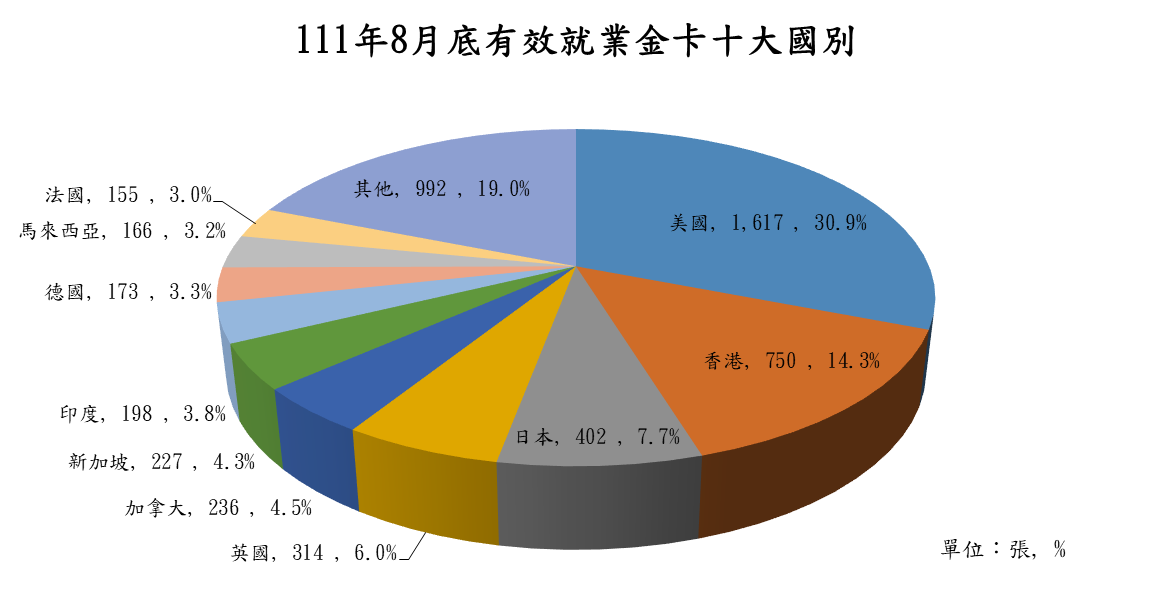 111年8月底有效就業金卡十大國別
其他, 992 , 19.0%
美國, 1,617 , 30.9%
法國, 155 , 3.0%
馬來西亞, 166 , 3.2%
德國, 173 , 3.3%
香港, 750 , 14.3%
印度, 198 , 3.8%
日本, 402 , 7.7%
新加坡, 227 , 4.3%
加拿大, 236 , 4.5%
英國, 314 , 6.0%
單位：張, %